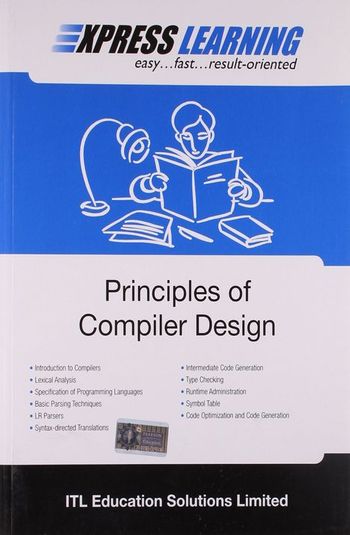 EXPRESS LEARNING
easy...fast...result-oriented
Principles of
Compiler Design
• Introduction to Compilers
• Lexical Analysis
• Specification of Programming Languages
• Basic Parsing Techniques
• LR Parsers
• Syntax-directed Translations
• Intermediate Code Generation
• Type Checking
• Runtime Administration
• Symbol Table
• Code Optimization and Code Generation
ITL Education Solutions Limited